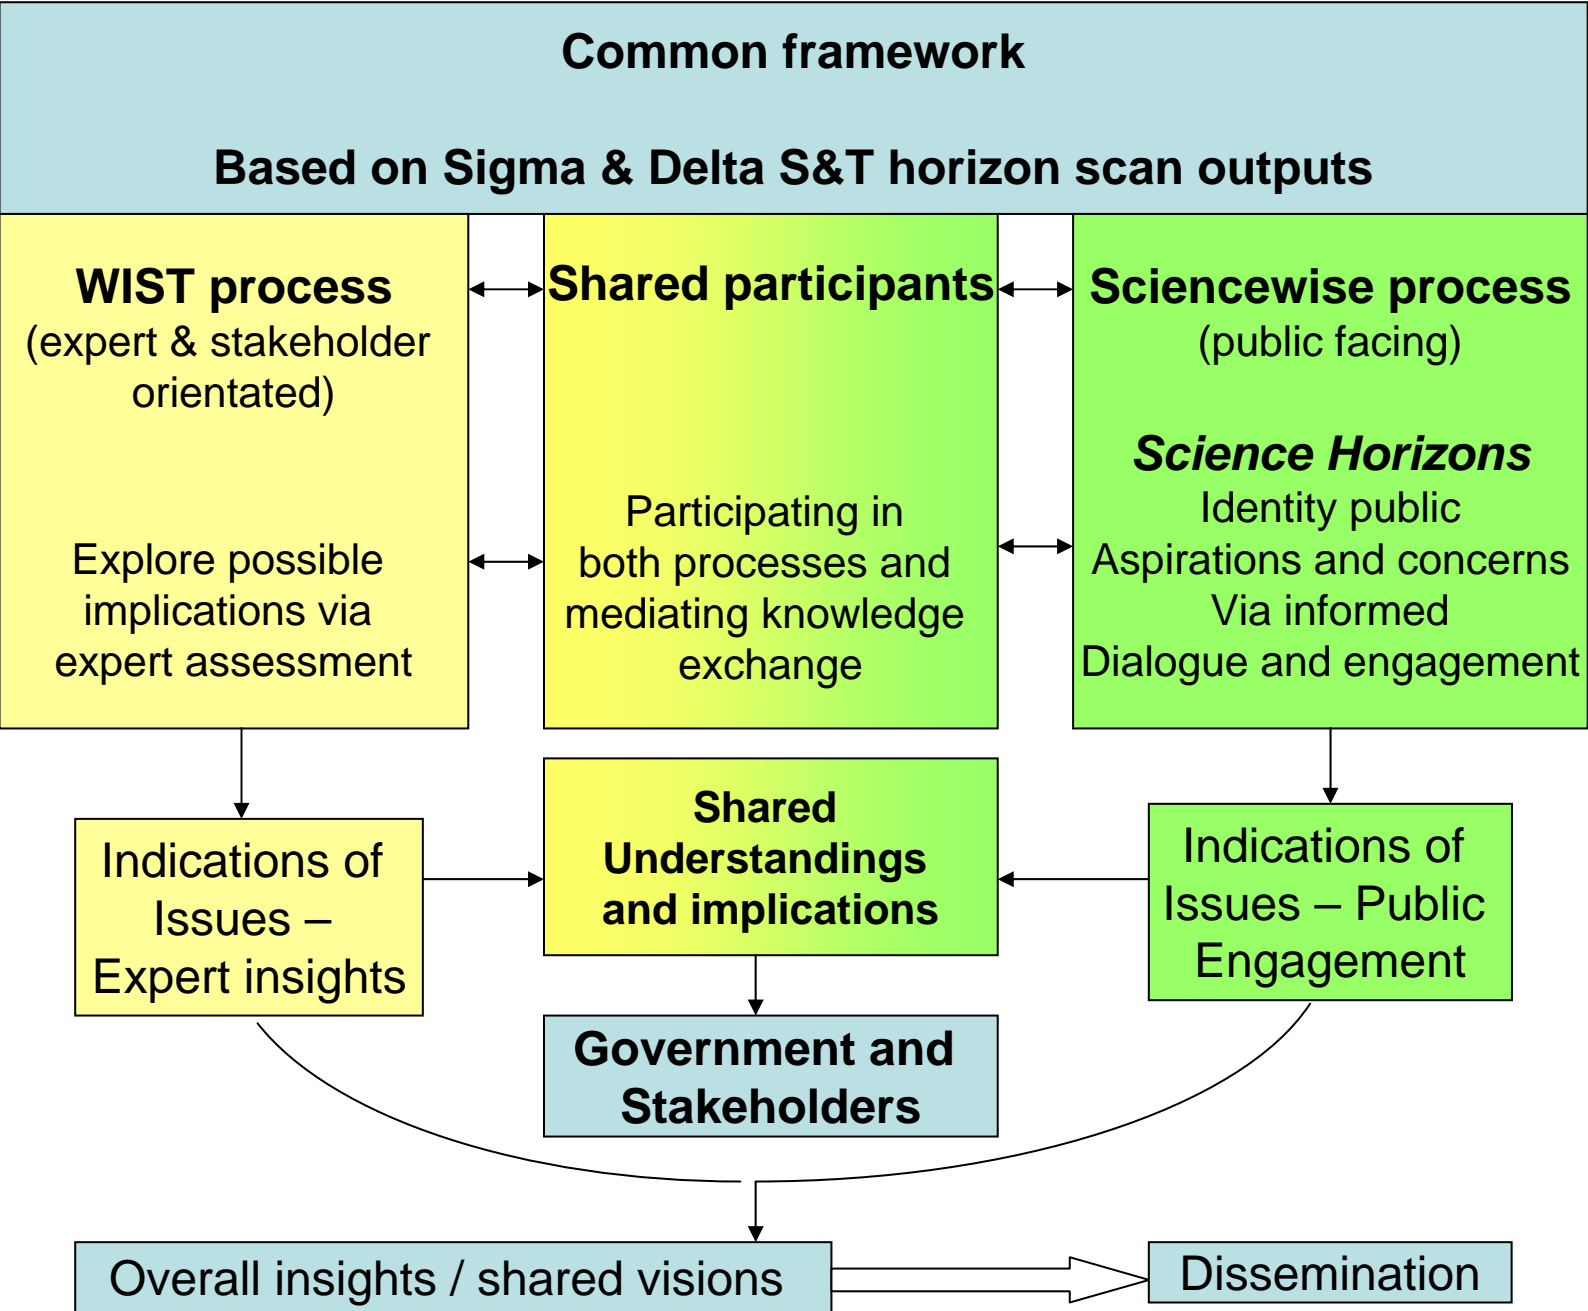 Common framework
Based on Sigma & Delta S&T horizon scan outputs
WIST process
(expert & stakeholder
orientated)
Explore possible
implications via
expert assessment
Shared participants
Participating in
both processes and
mediating knowledge
exchange
Sciencewise process
(public facing)
Science Horizons
Identity public
Aspirations and concerns
Via informed
Dialogue and engagement
Indications of
Issues –
Expert insights
Shared
Understandings
and implications
Indications of
Issues – Public
Engagement
Government and
Stakeholders
Overall insights / shared visions
Dissemination